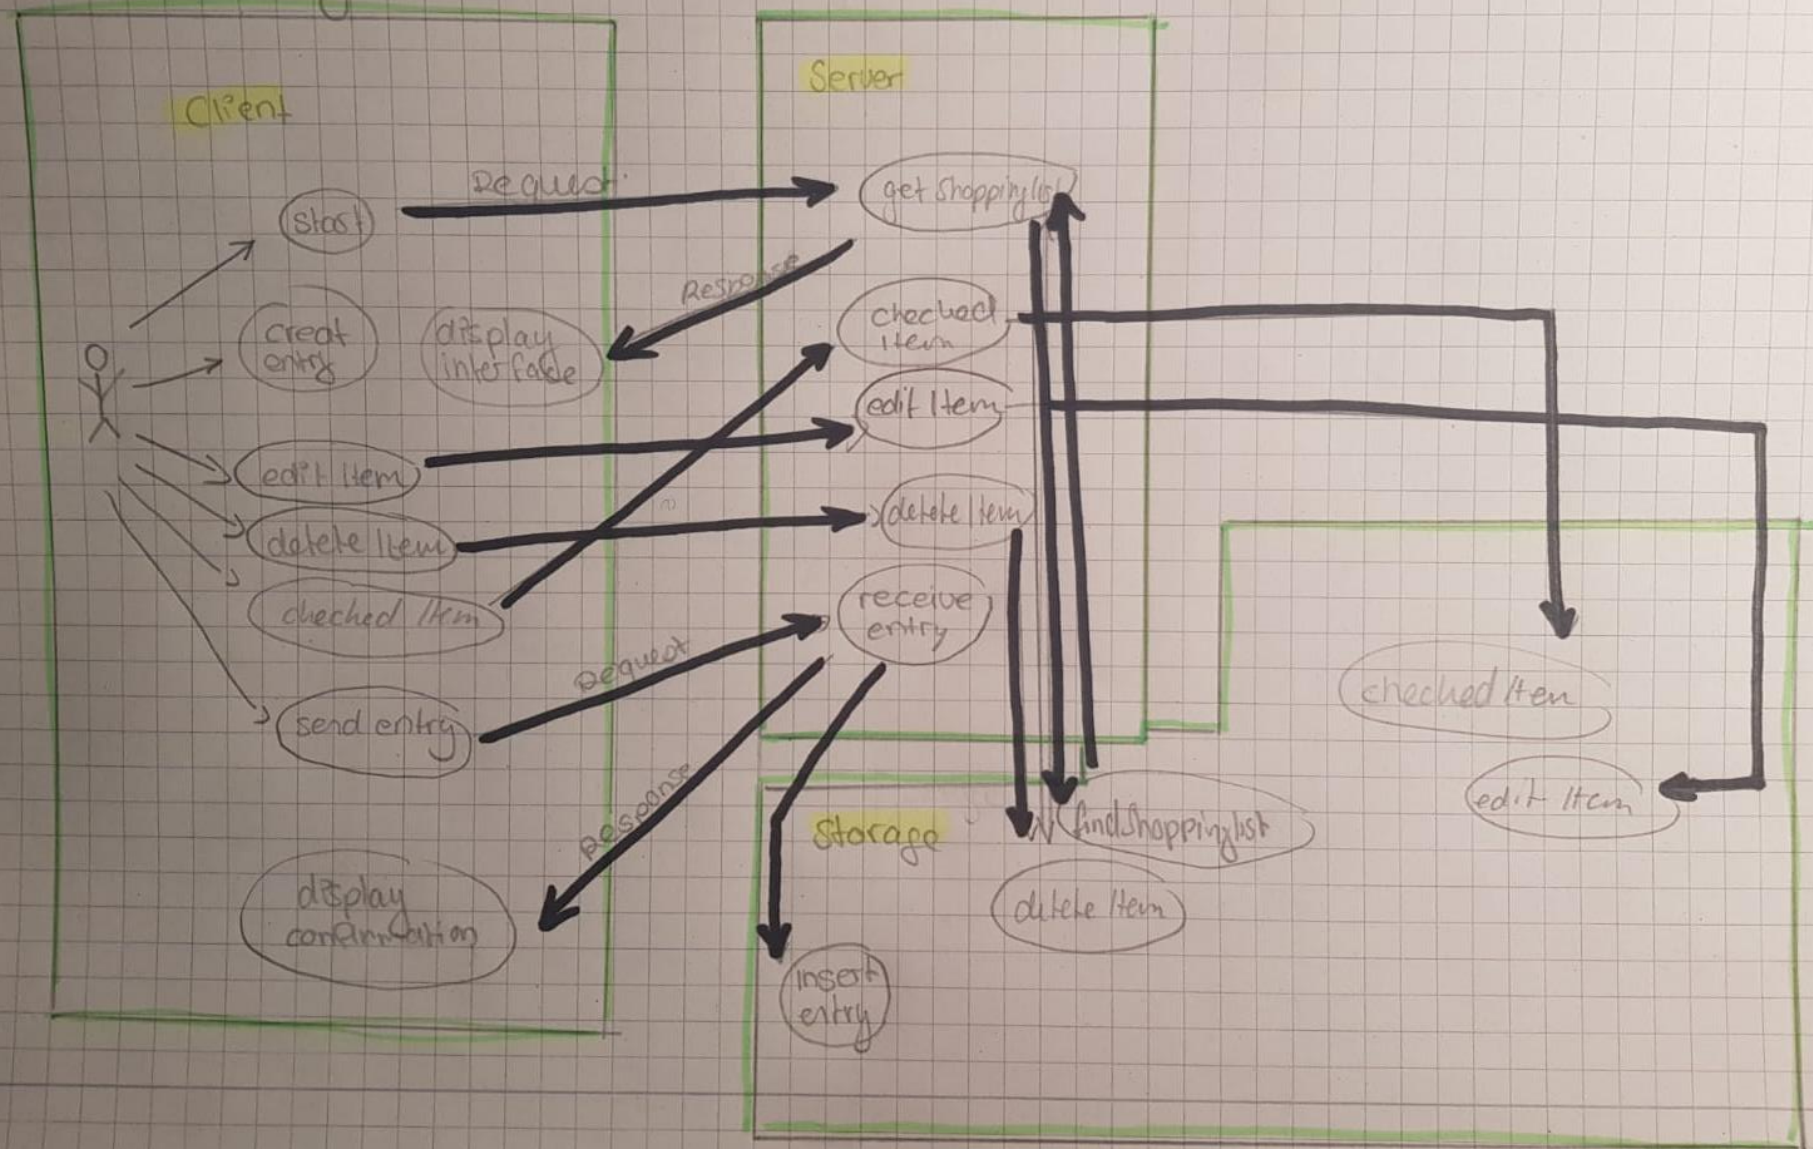 Client
Server
Request
start
get Shoppinglist
Response
creat
entry
display
interface
checked
item
edit Item
edit Item
delete Item
delete Item
checked Item
receive
entry
Request
send entry
Response
display
confirmation
Storage
findShoppinglist
delete Item
insert
entry
checked Item
edit Item